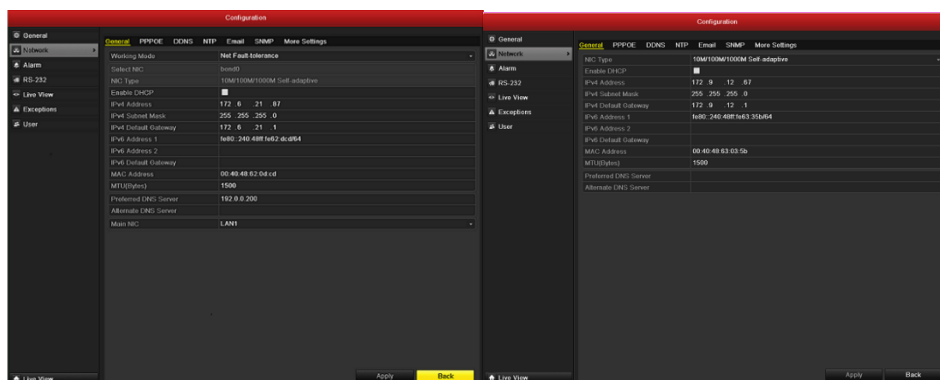 Configuration
General
Network
Alarm
RS-232
Live View
Exceptions
User
Live View
General PPPOE DDNS NTP Email SNMP More Settings
Working Mode Net Fault-tolerance
Select NIC bond0
NIC Type 10M/100M/1000M Self-adaptive
Enable DHCP
IPv4 Address 172 .6 .21 .87
IPv4 Subnet Mask 255 .255 .255 .0
IPv4 Default Gateway 172 .6 .21 .1
IPv6 Address 1 fe80::240:48ff:fe62:dcd/64
IPv6 Address 2
IPv6 Default Gateway
MAC Address 00:40:48:62:0d:cd
MTU(Bytes) 1500
Preferred DNS Server 192.0.0.200
Alternate DNS Server
Main NIC LAN1
Apply Back
Configuration
General
Network
Alarm
RS-232
Live View
Exceptions
User
Live View
General PPPOE DDNS NTP Email SNMP More Settings
NIC Type 10M/100M/1000M Self-adaptive
Enable DHCP
IPv4 Address 172 .9 .12 .67
IPv4 Subnet Mask 255 .255 .255 .0
IPv4 Default Gateway 172 .9 .12 .1
IPv6 Address 1 fe80::240:48ff:fe63:35b/64
IPv6 Address 2
IPv6 Default Gateway
MAC Address 00:40:48:63:03:5b
MTU(Bytes) 1500
Preferred DNS Server
Alternate DNS Server
Apply Back